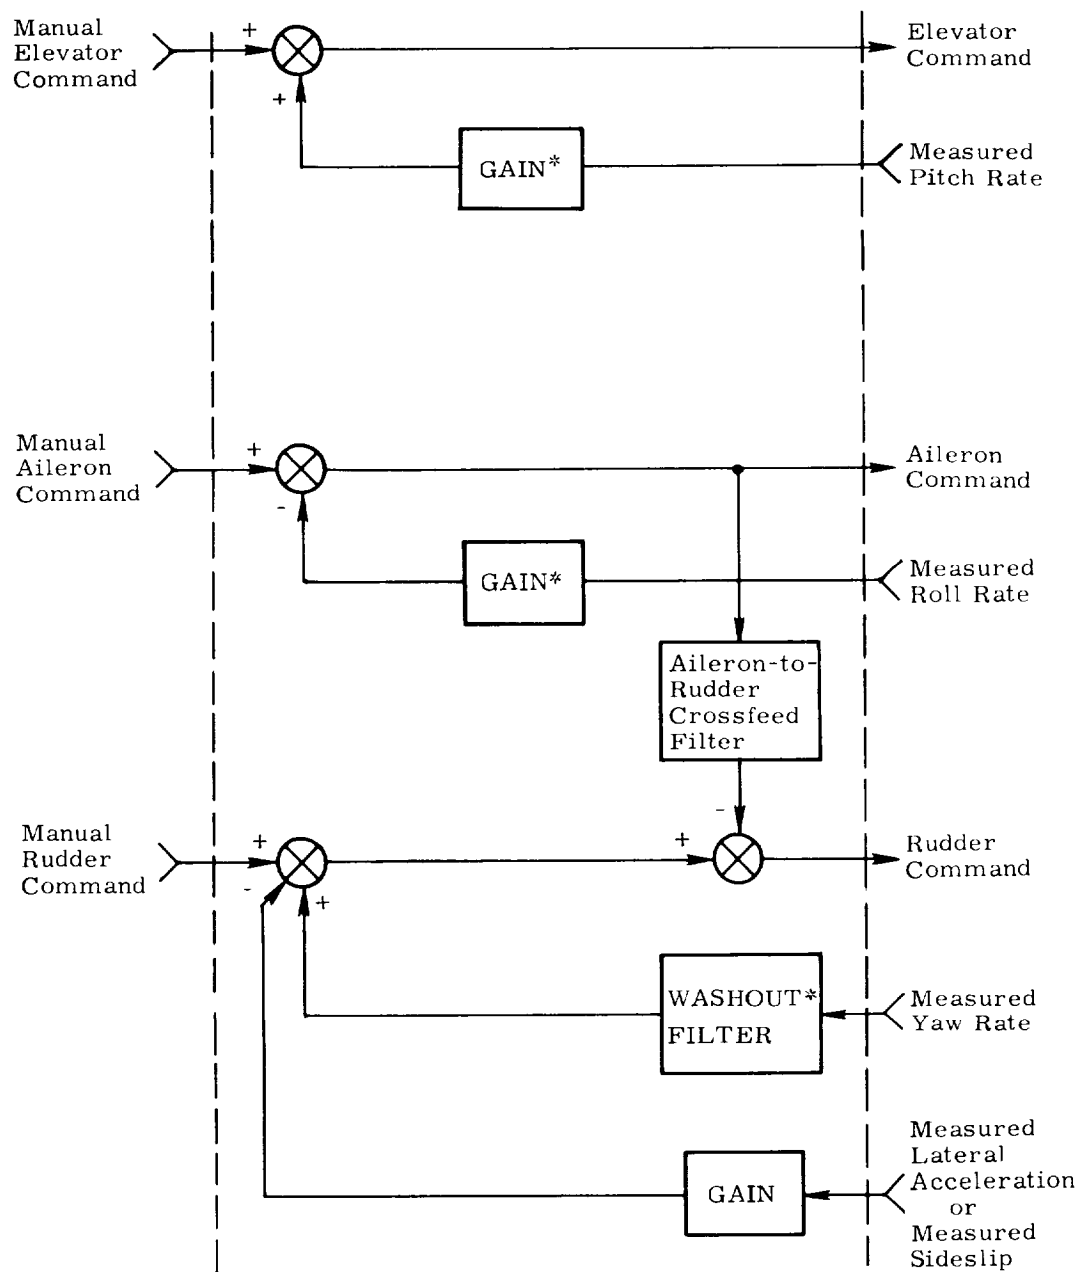 Manual
Elevator
Command
+
+
Elevator
Command
GAIN*
Measured
Pitch Rate
Manual
Aileron
Command
+
-
Aileron
Command
GAIN*
Measured
Roll Rate
Aileron-to-
Rudder
Crossfeed
Filter
-
Manual
Rudder
Command
+
-
+
+
Rudder
Command
WASHOUT*
FILTER
Measured
Yaw Rate
GAIN
Measured
Lateral
Acceleration
or
Measured
Sideslip